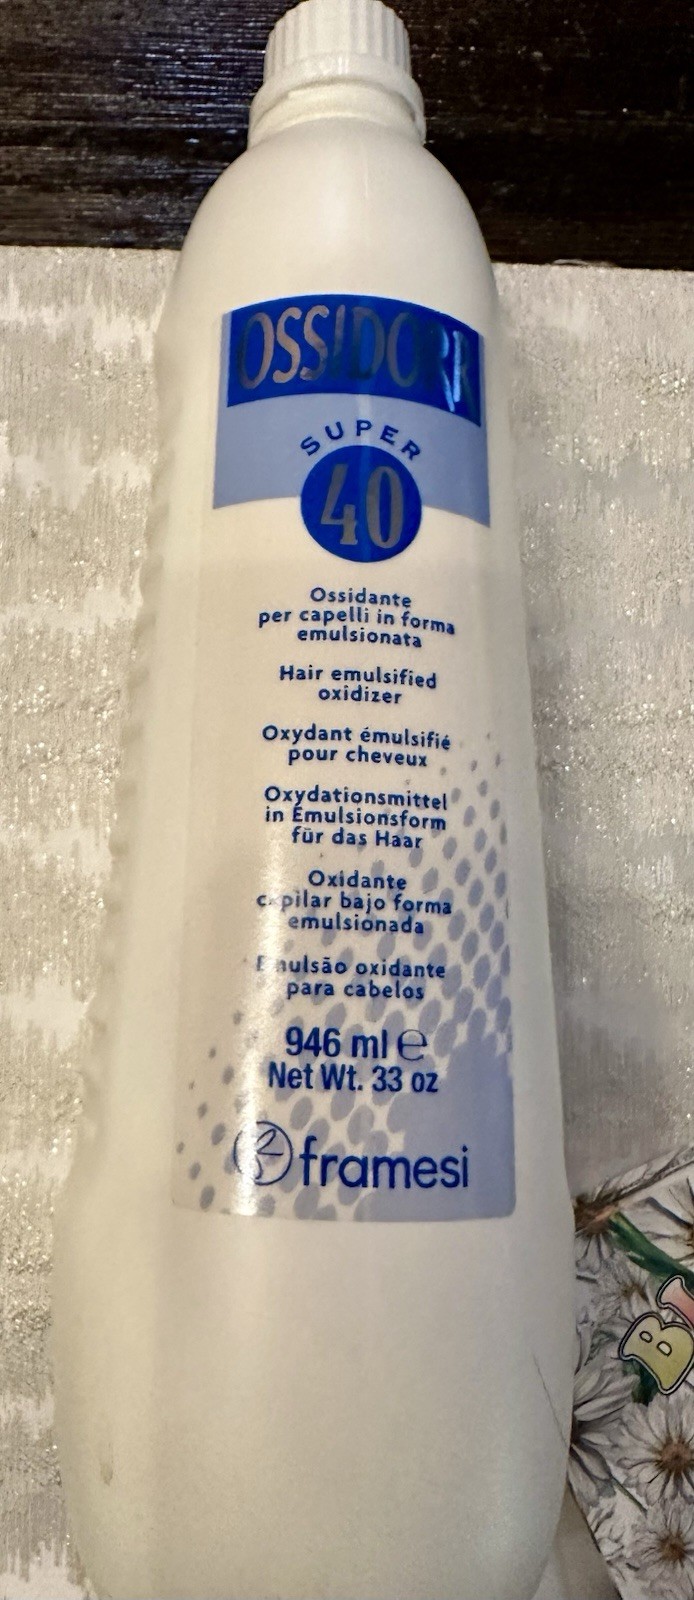 OSSIDORR
SUPER
40
Ossidante
per capelli in forma
emulsionata
Hair emulsified
oxidizer
Oxydant émulsifié
pour cheveux
Oxydationsmittel
in Emulsionsform
für das Haar
Oxidante
capilar bajo forma
emulsionada
Emulsão oxidante
para cabelos
946 ml ℮
Net Wt. 33 oz
framesi